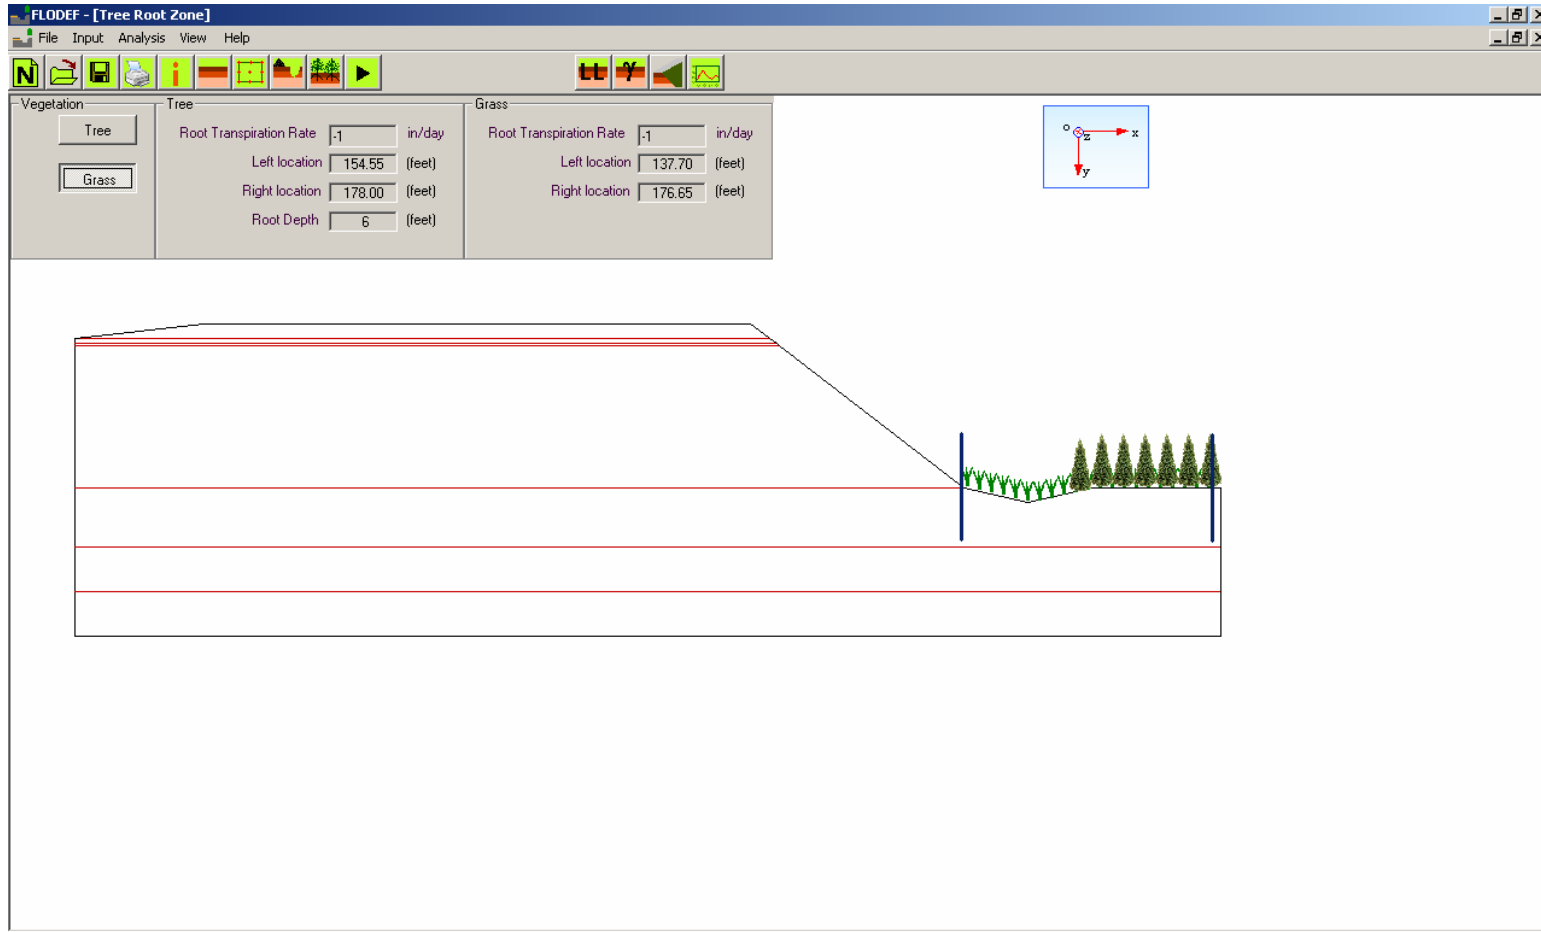 FLODEF - [Tree Root Zone]
File Input Analysis View Help
N i LL γ
Vegetation
Tree
Grass
Tree
Root Transpiration Rate -1 in/day
Left location 154.55 (feet)
Right location 178.00 (feet)
Root Depth 6 (feet)
Grass
Root Transpiration Rate -1 in/day
Left location 137.70 (feet)
Right location 176.65 (feet)
o z x
y